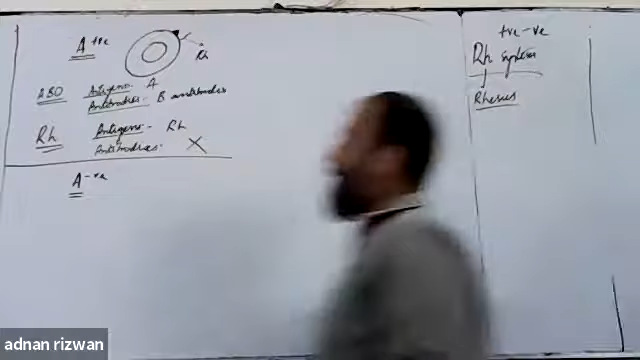 A +ve
Rh
ABO Antigens - A
Antibodies - B antibodies
Rh Antigens - Rh
Antibodies - X
A -ve
+ve -ve
Rh system
Rhesus
adnan rizwan